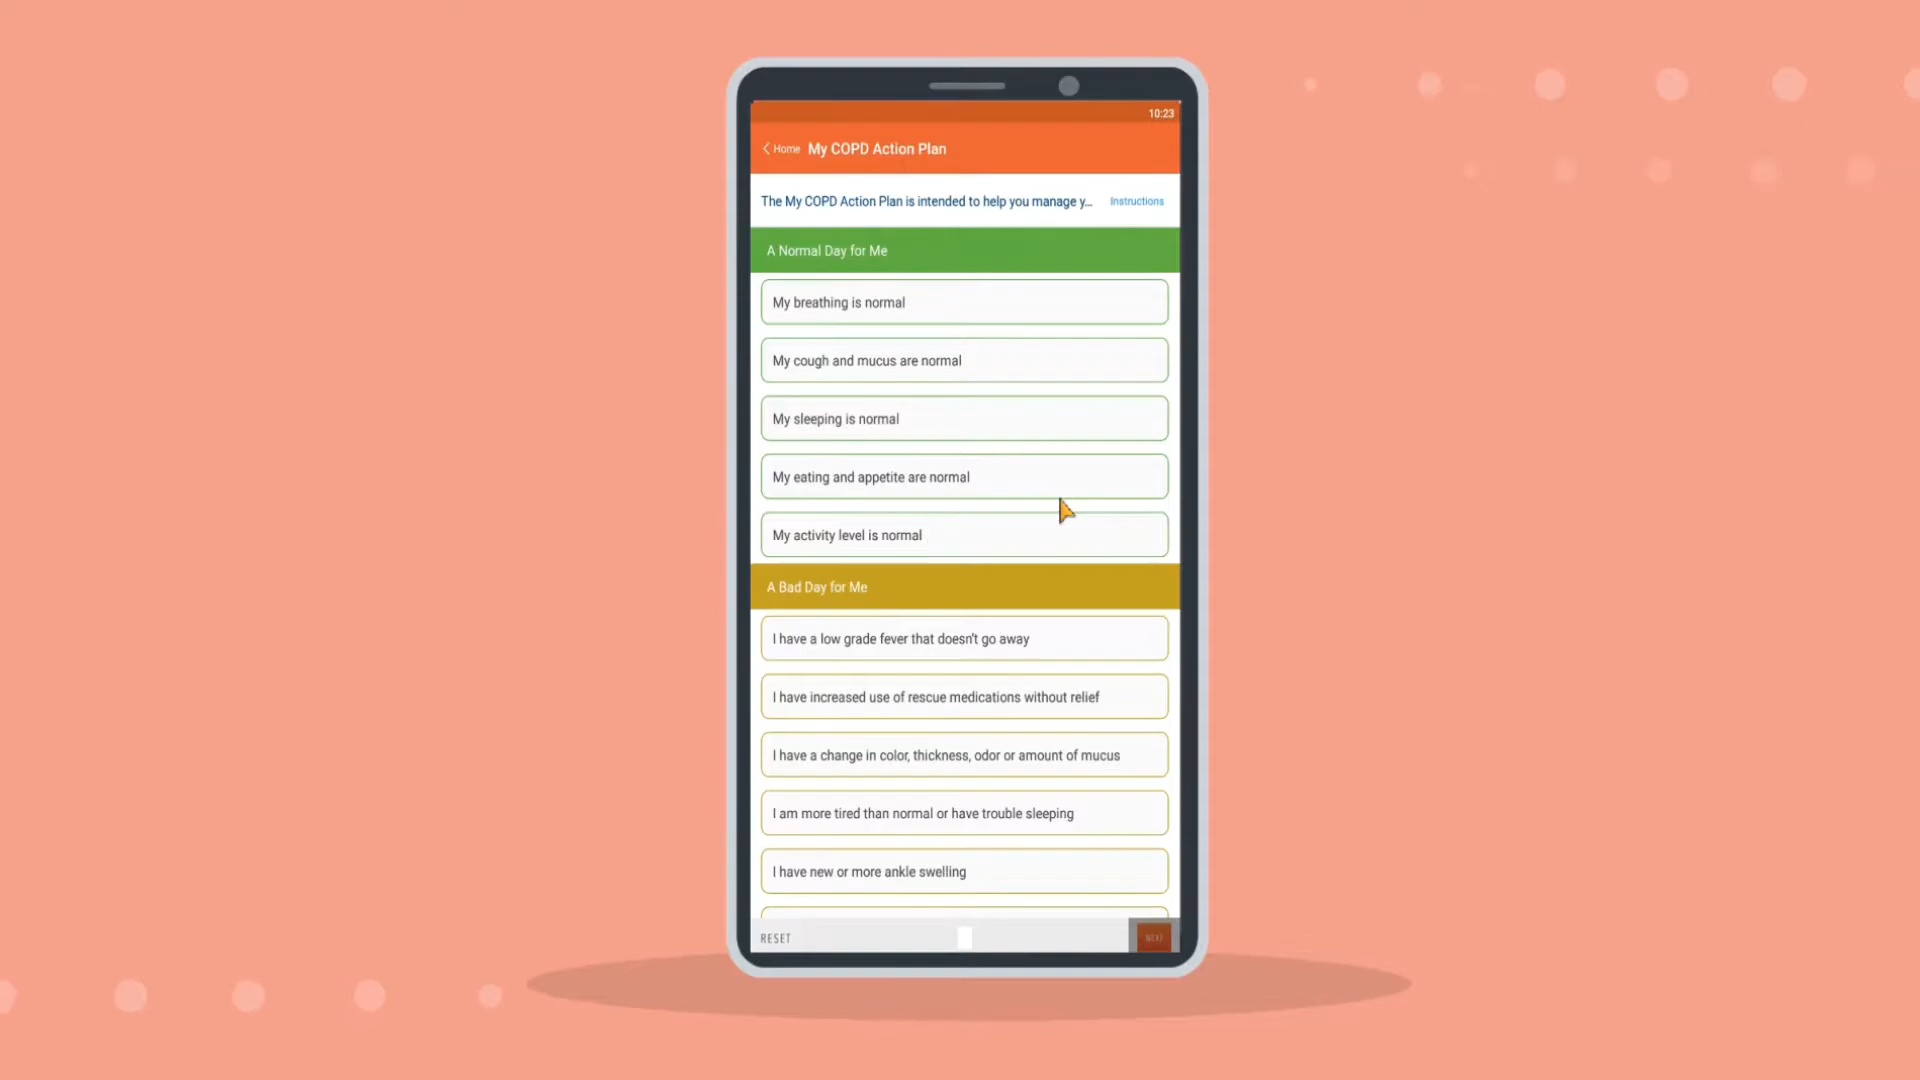 10:23
Home My COPD Action Plan
The My COPD Action Plan is intended to help you manage y... Instructions
A Normal Day for Me
My breathing is normal
My cough and mucus are normal
My sleeping is normal
My eating and appetite are normal
My activity level is normal
A Bad Day for Me
I have a low grade fever that doesn't go away
I have increased use of rescue medications without relief
I have a change in color, thickness, odor or amount of mucus
I am more tired than normal or have trouble sleeping
I have new or more ankle swelling
RESET NEXT